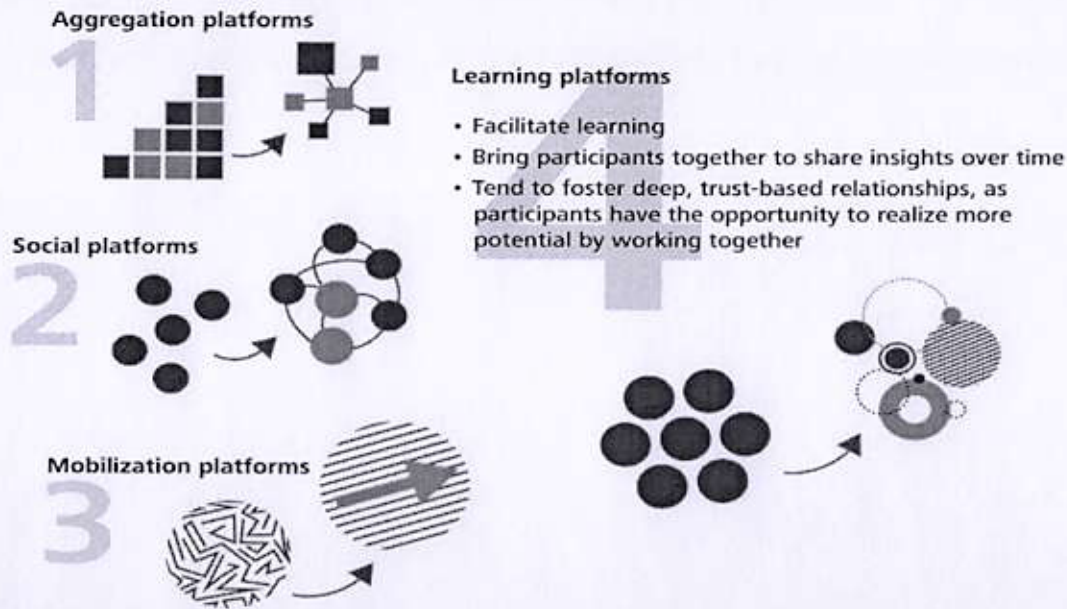 Aggregation platforms
1
Social platforms
2
Mobilization platforms
3
Learning platforms
4
• Facilitate learning
• Bring participants together to share insights over time
• Tend to foster deep, trust-based relationships, as
participants have the opportunity to realize more
potential by working together